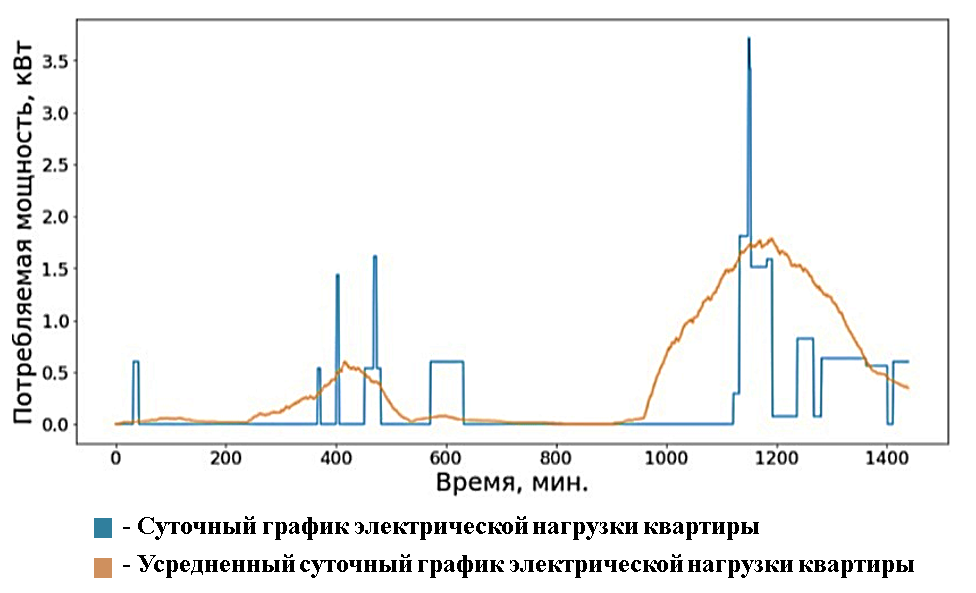 Потребляемая мощность, кВт
3.5
3.0
2.5
2.0
1.5
1.0
0.5
0.0
0 200 400 600 800 1000 1200 1400
Время, мин.
- Суточный график электрической нагрузки квартиры
- Усредненный суточный график электрической нагрузки квартиры